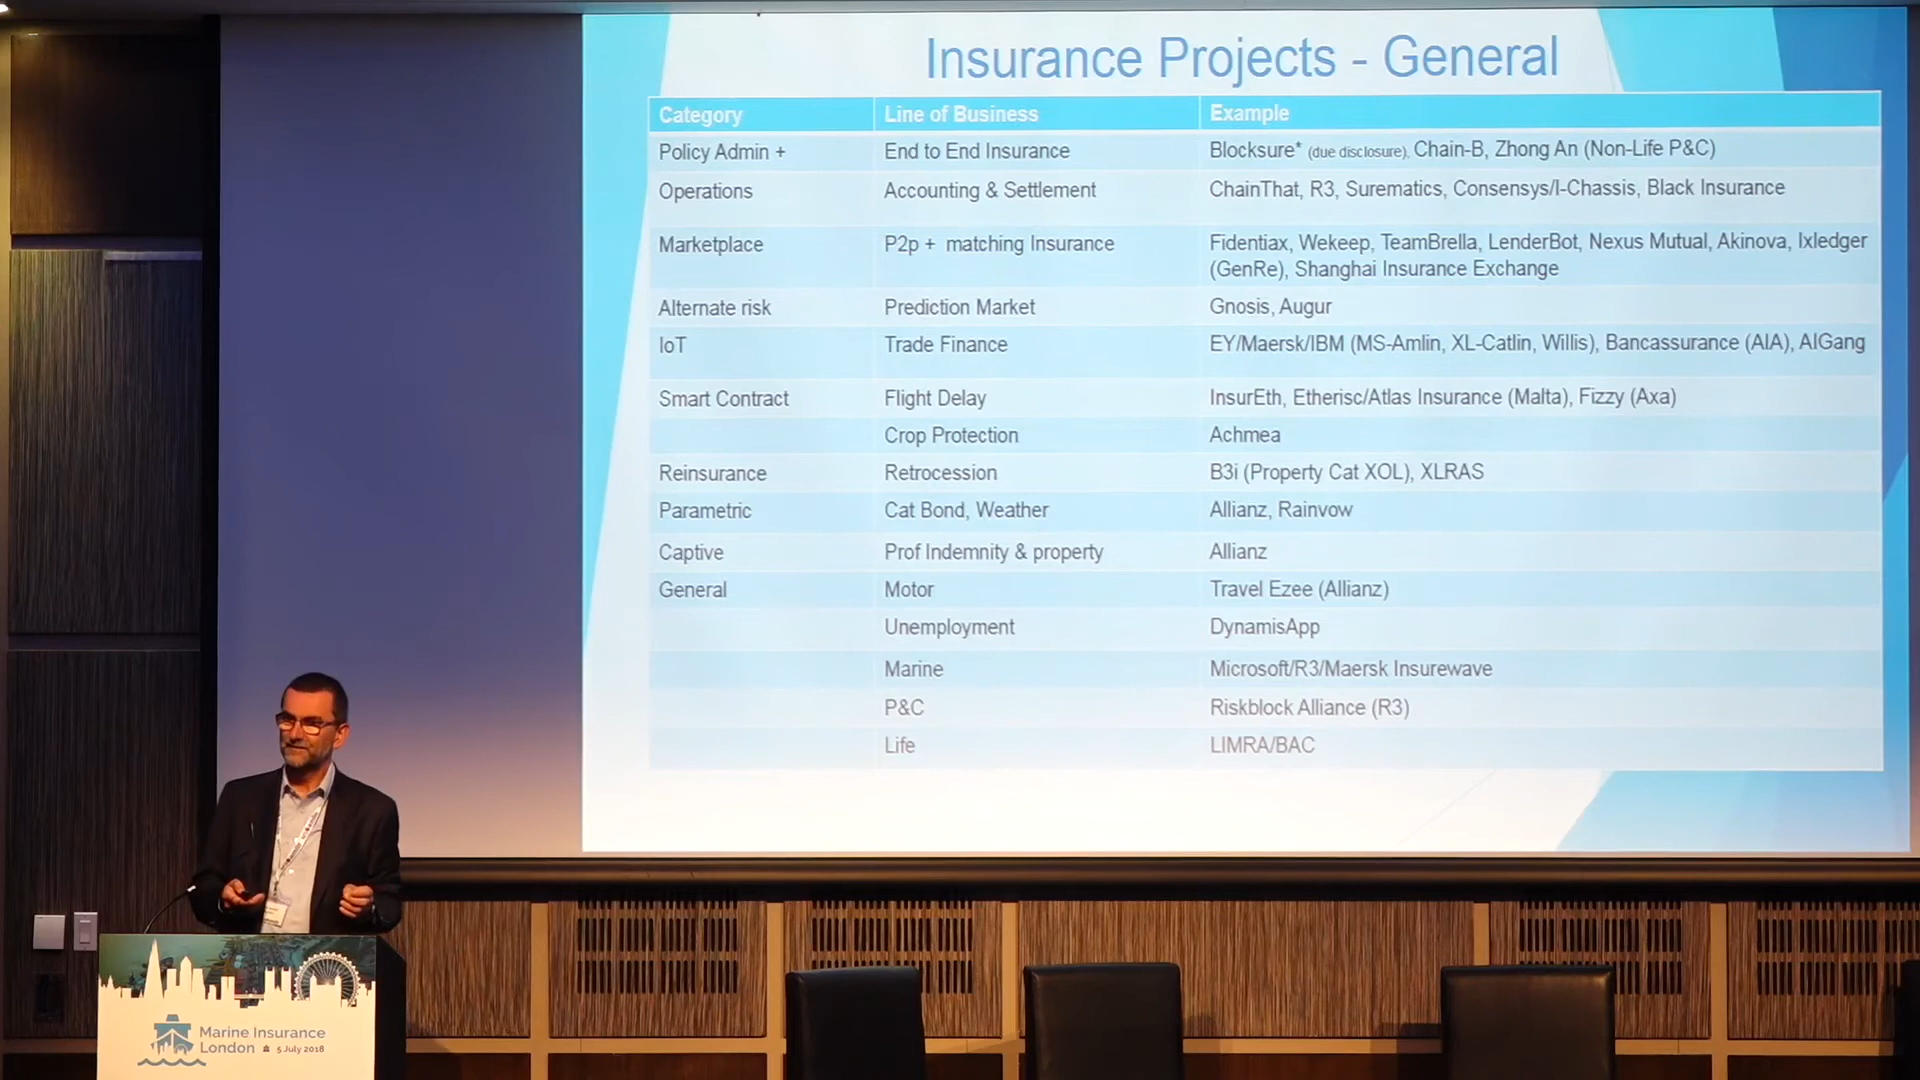 Insurance Projects - General
Category Line of Business Example
Policy Admin + End to End Insurance Blocksure* (due disclosure), Chain-B, Zhong An (Non-Life P&C)
Operations Accounting & Settlement ChainThat, R3, Surematics, Consensys/I-Chassis, Black Insurance
Marketplace P2p + matching Insurance Fidentiax, Wekeep, TeamBrella, LenderBot, Nexus Mutual, Akinova, Ixledger
(GenRe), Shanghai Insurance Exchange
Alternate risk Prediction Market Gnosis, Augur
IoT Trade Finance EY/Maersk/IBM (MS-Amlin, XL-Catlin, Willis), Bancassurance (AIA), AIGang
Smart Contract Flight Delay InsurEth, Etherisc/Atlas Insurance (Malta), Fizzy (Axa)
Crop Protection Achmea
Reinsurance Retrocession B3i (Property Cat XOL), XLRAS
Parametric Cat Bond, Weather Allianz, Rainvow
Captive Prof Indemnity & property Allianz
General Motor Travel Ezee (Allianz)
Unemployment DynamisApp
Marine Microsoft/R3/Maersk Insurewave
P&C Riskblock Alliance (R3)
Life LIMRA/BAC
Marine Insurance
London 5 July 2018